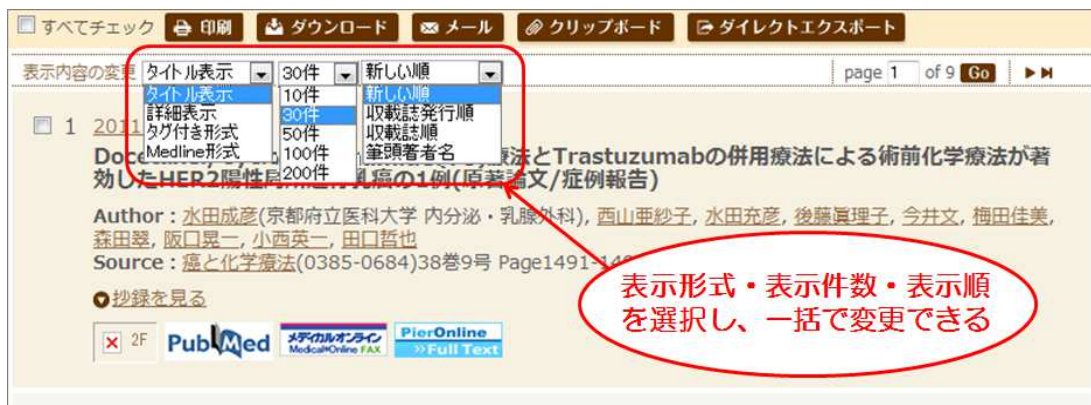 すべてチェック 印刷 ダウンロード メール クリップボード ダイレクトエクスポート
表示内容の変更 タイトル表示 30件 新しい順 page 1 of 9 Go
タイトル表示 10件 新しい順
詳細表示 30件 収載誌発行順
タグ付き形式 50件 収載誌順
Medline形式 100件 筆頭著者名
200件
1 2011
療法とTrastuzumabの併用療法による術前化学療法が著
効したHER2陽性 乳癌の1例(原著論文/症例報告)
Author：水田成彦(京都府立医科大学 内分泌・乳腺外科), 西山亜紗子, 水田充彦, 後藤眞理子, 今井文, 梅田佳美,
森田翠, 阪口晃一, 小西英一, 田口哲也
Source：癌と化学療法(0385-0684)38巻9号 Page1491-
表示形式・表示件数・表示順
を選択し、一括で変更できる
抄録を見る
2F PubMed メディカルオンライン MedicalOnline FAX PierOnline
»Full Text